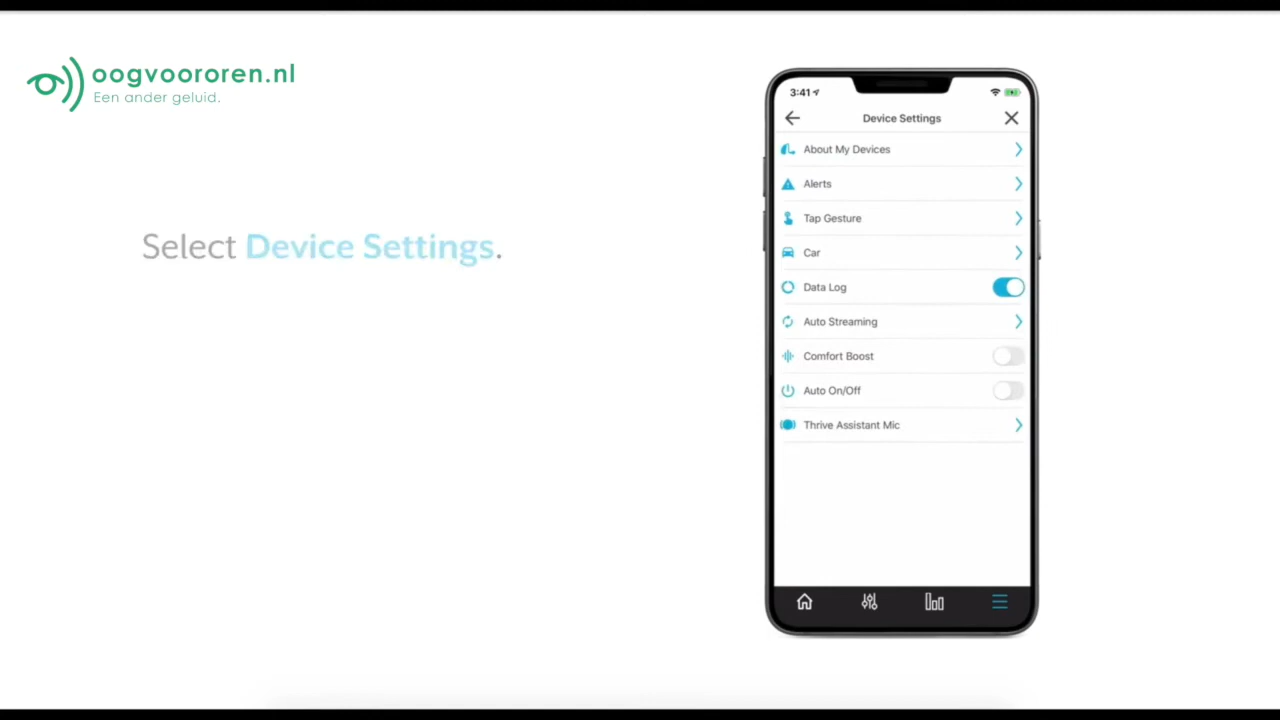 oogvoororen.nl
Een ander geluid.
Select Device Settings.
3:41
Device Settings
About My Devices
Alerts
Tap Gesture
Car
Data Log
Auto Streaming
Comfort Boost
Auto On/Off
Thrive Assistant Mic